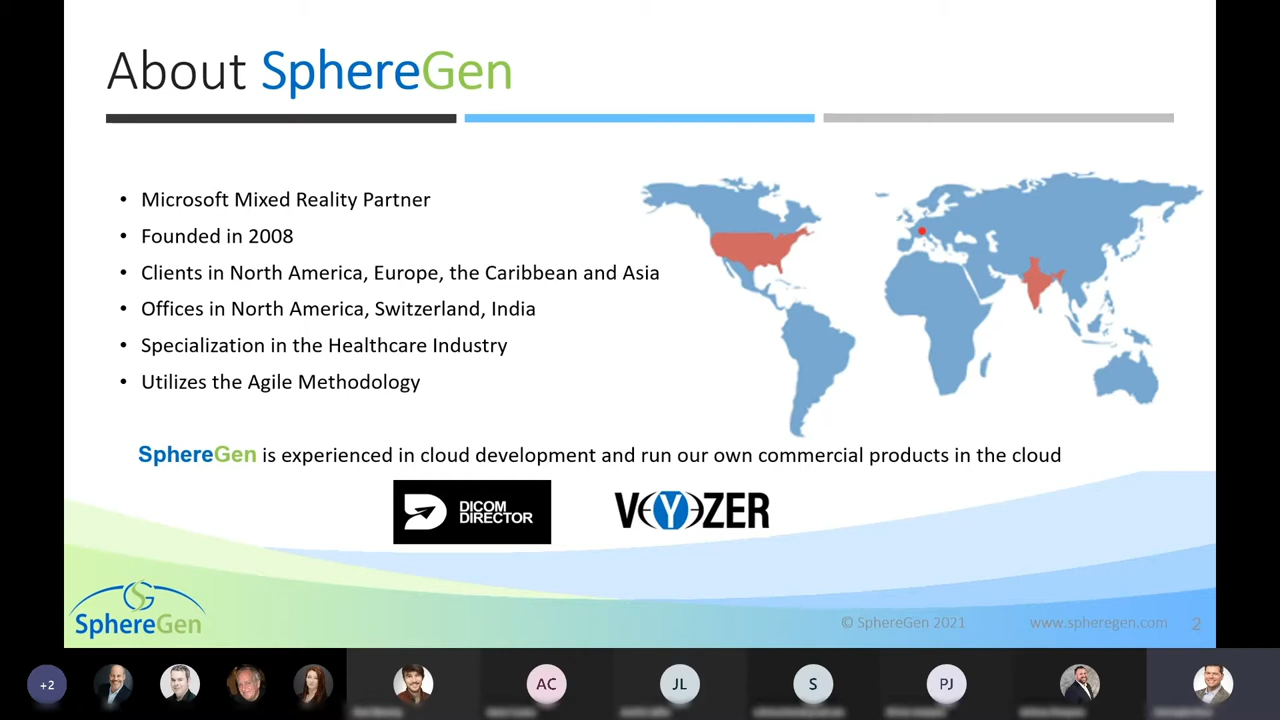 About SphereGen
• Microsoft Mixed Reality Partner
• Founded in 2008
• Clients in North America, Europe, the Caribbean and Asia
• Offices in North America, Switzerland, India
• Specialization in the Healthcare Industry
• Utilizes the Agile Methodology
SphereGen is experienced in cloud development and run our own commercial products in the cloud
DICOM
DIRECTOR
VEYEZER
SG
SphereGen
© SphereGen 2021 www.spheregen.com 2
+2 AC JL S PJ